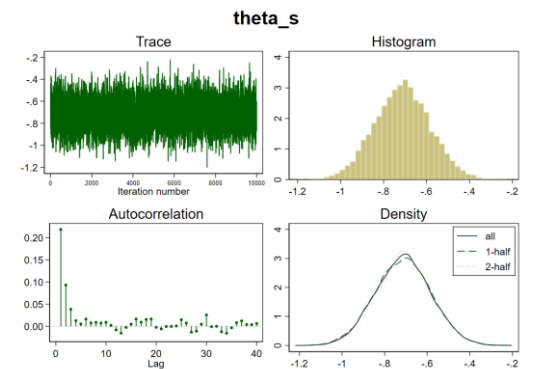 theta_s
Trace
-.2
-.4
-.6
-.8
-1
-1.2
0 2000 4000 6000 8000 10000
Iteration number
Histogram
4
3
2
1
0
-1.2 -1 -.8 -.6 -.4 -.2
Autocorrelation
0.20
0.15
0.10
0.05
0.00
0 10 20 30 40
Lag
Density
all
1-half
2-half
4
3
2
1
0
-1.2 -1 -.8 -.6 -.4 -.2